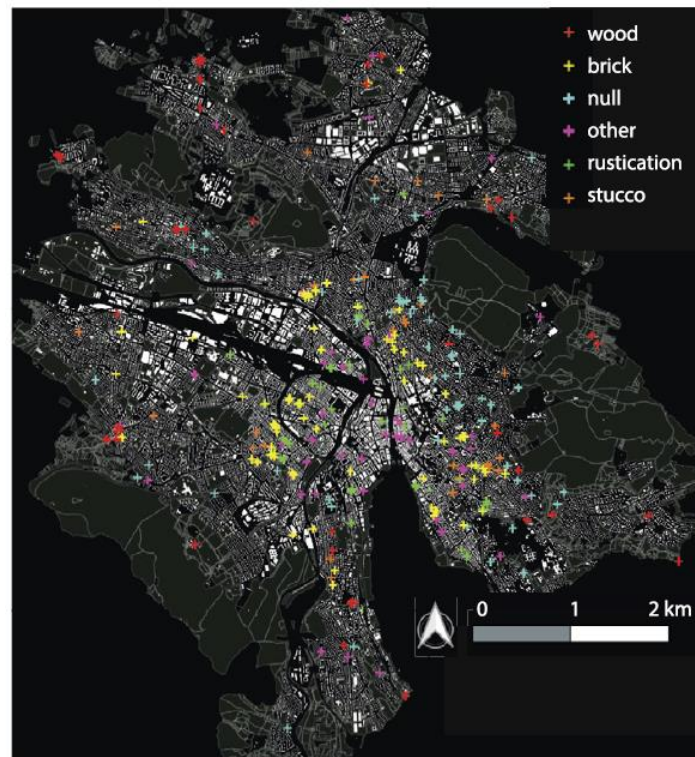 wood
brick
null
other
rustication
stucco
0 1 2 km